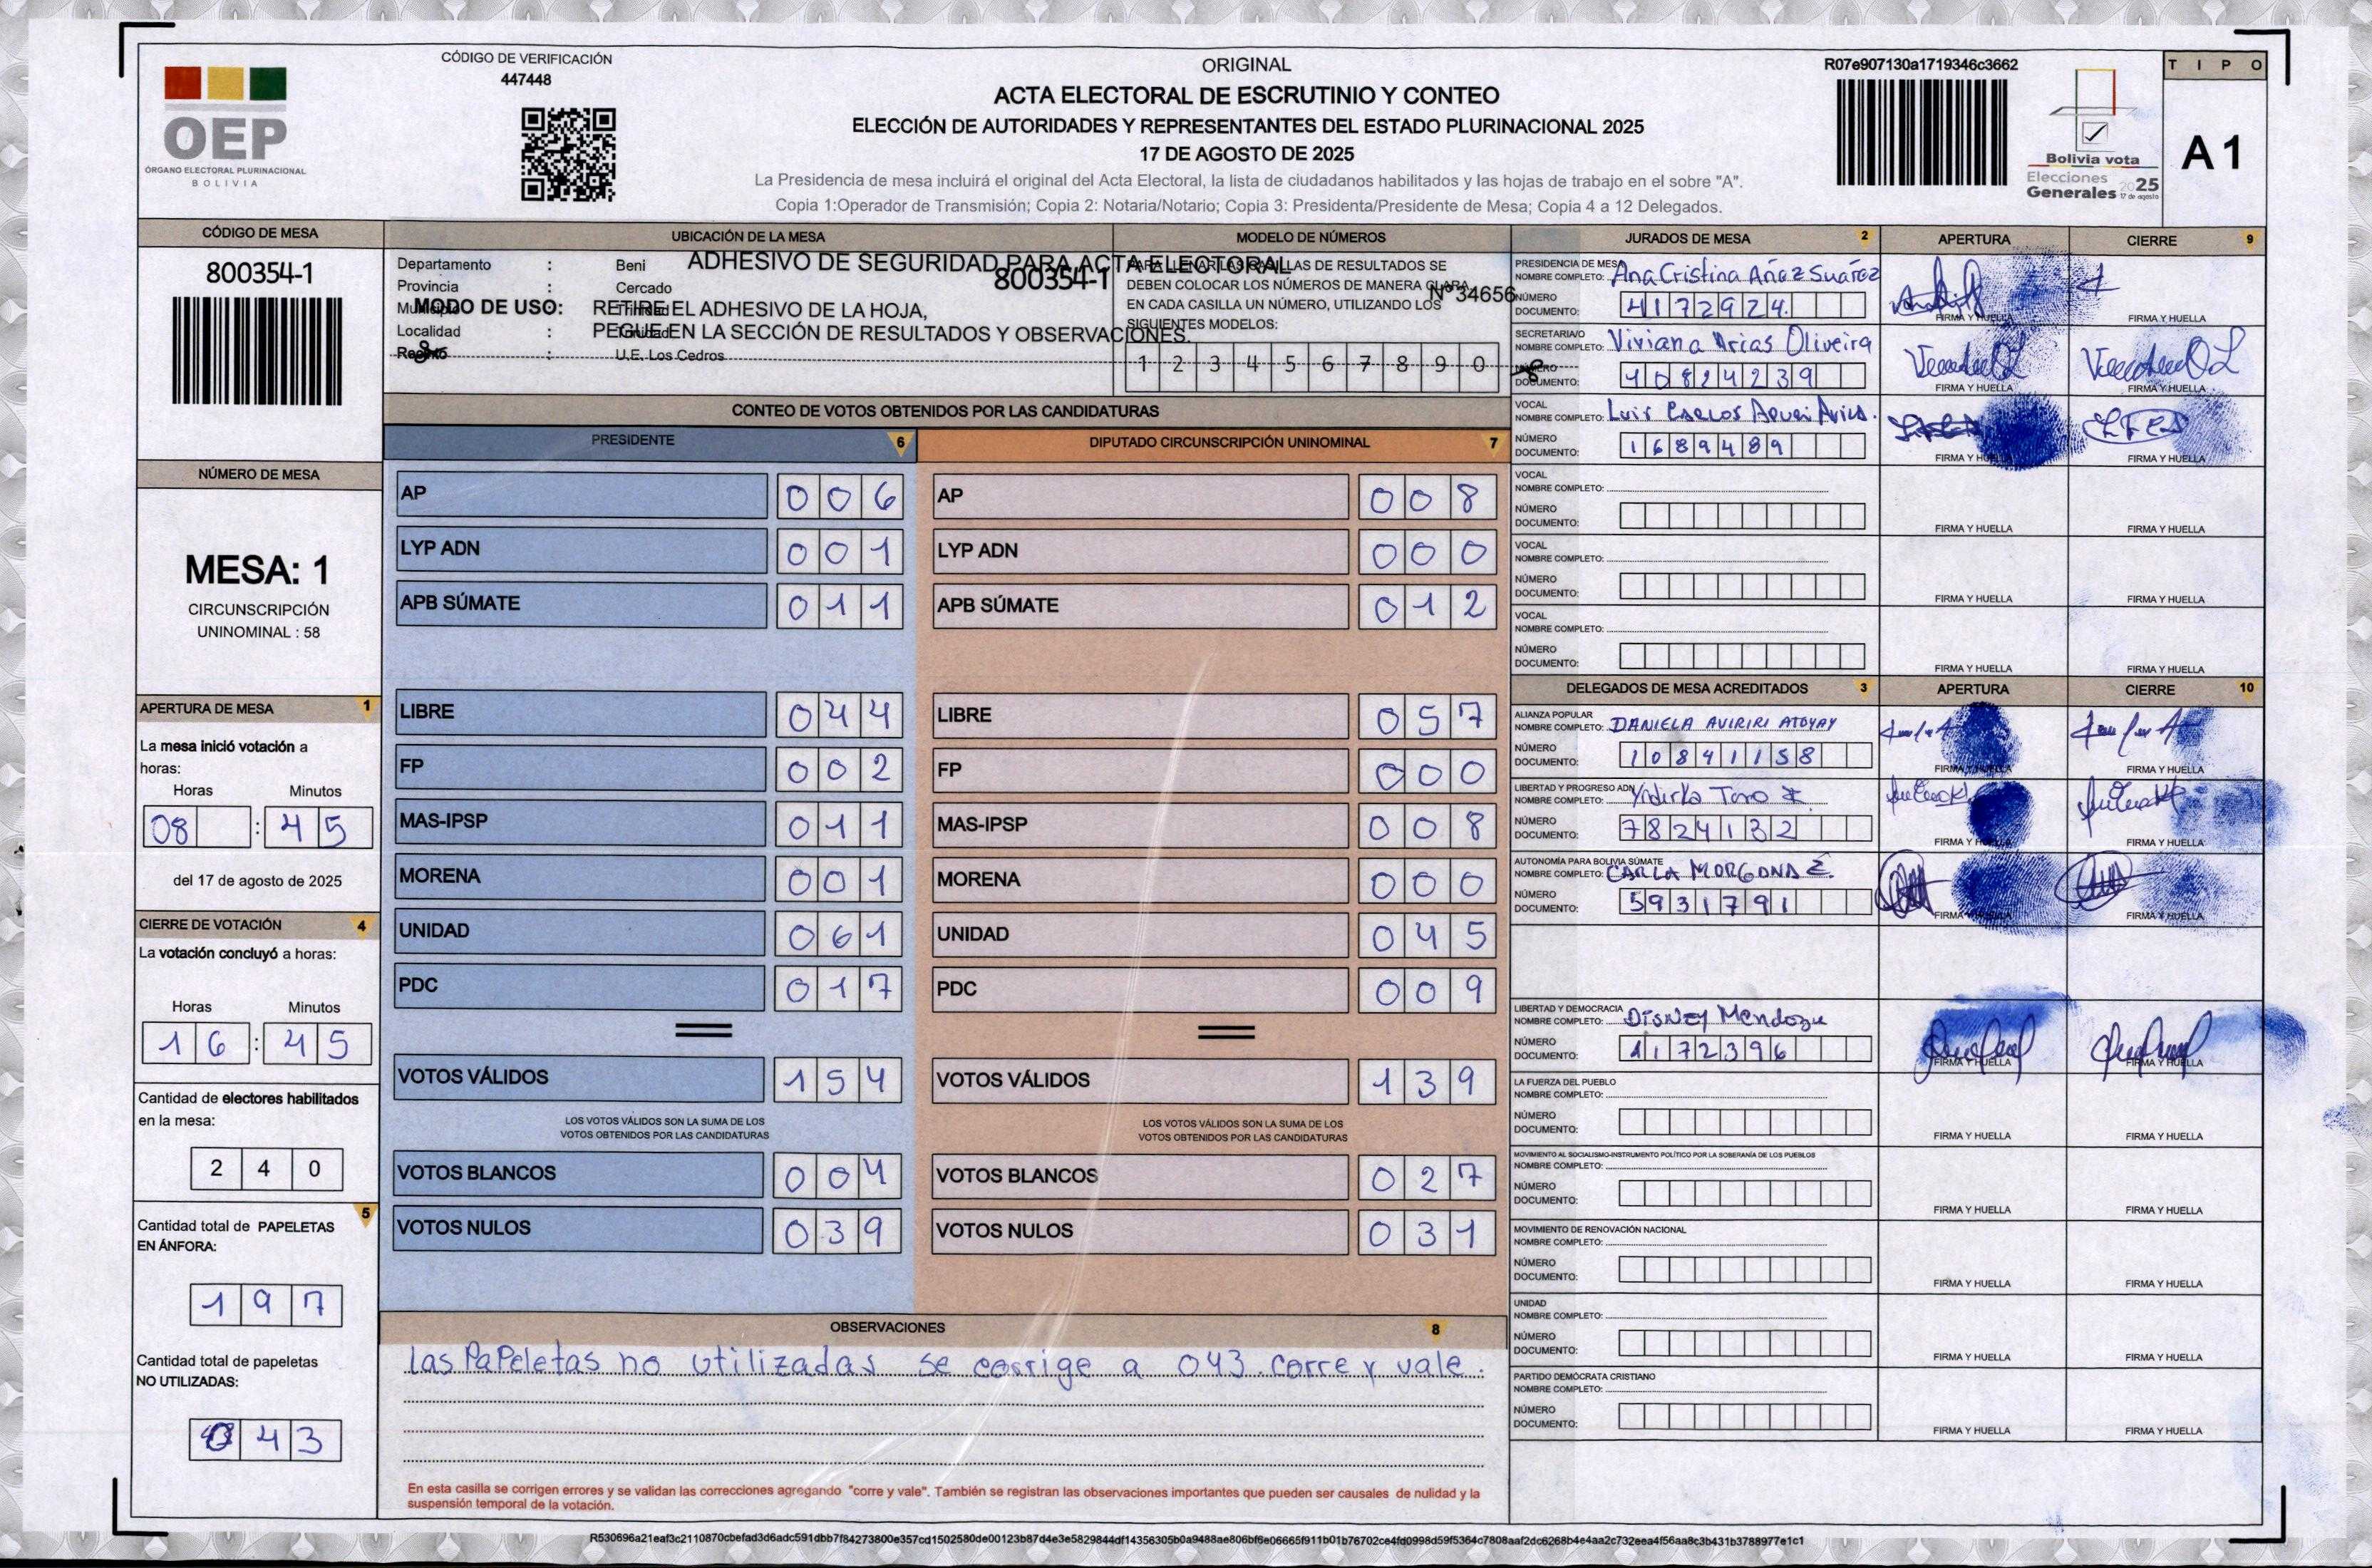 CÓDIGO DE VERIFICACIÓN
447448
OEP
ÓRGANO ELECTORAL PLURINACIONAL
BOLIVIA
ORIGINAL
ACTA ELECTORAL DE ESCRUTINIO Y CONTEO
ELECCIÓN DE AUTORIDADES Y REPRESENTANTES DEL ESTADO PLURINACIONAL 2025
17 DE AGOSTO DE 2025
La Presidencia de mesa incluirá el original del Acta Electoral, la lista de ciudadanos habilitados y las hojas de trabajo en el sobre "A".
Copia 1:Operador de Transmisión; Copia 2: Notaria/Notario; Copia 3: Presidenta/Presidente de Mesa; Copia 4 a 12 Delegados.
R07e907130a1719346c3662
Bolivia vota
Elecciones
Generales 2025
17 de agosto
TIPO
A 1
CÓDIGO DE MESA
800354-1
NÚMERO DE MESA
MESA: 1
CIRCUNSCRIPCIÓN
UNINOMINAL : 58
APERTURA DE MESA 1
La mesa inició votación a
horas:
Horas Minutos
08 : 45
del 17 de agosto de 2025
CIERRE DE VOTACIÓN 4
La votación concluyó a horas:
Horas Minutos
16 : 45
Cantidad de electores habilitados
en la mesa:
240
5
Cantidad total de PAPELETAS
EN ÁNFORA:
197
Cantidad total de papeletas
NO UTILIZADAS:
043
UBICACIÓN DE LA MESA
Departamento : Beni
Provincia : Cercado
Municipio : Trinidad
Localidad : Trinidad
Recinto : U.E. Los Cedros
ADHESIVO DE SEGURIDAD PARA ACTA ELECTORAL
800354-1
N° 34656
MODO DE USO: RETIRE EL ADHESIVO DE LA HOJA,
PEGUE EN LA SECCIÓN DE RESULTADOS Y OBSERVACIONES.
MODELO DE NÚMEROS
PARA LLENAR LAS CASILLAS DE RESULTADOS SE
DEBEN COLOCAR LOS NÚMEROS DE MANERA CLARA,
EN CADA CASILLA UN NÚMERO, UTILIZANDO LOS
SIGUIENTES MODELOS:
1 2 3 4 5 6 7 8 9 0
CONTEO DE VOTOS OBTENIDOS POR LAS CANDIDATURAS
PRESIDENTE 6
AP 006
LYP ADN 001
APB SÚMATE 011
LIBRE 044
FP 002
MAS-IPSP 011
MORENA 001
UNIDAD 061
PDC 017
VOTOS VÁLIDOS 154
LOS VOTOS VÁLIDOS SON LA SUMA DE LOS
VOTOS OBTENIDOS POR LAS CANDIDATURAS
VOTOS BLANCOS 004
VOTOS NULOS 039
DIPUTADO CIRCUNSCRIPCIÓN UNINOMINAL 7
AP 008
LYP ADN 000
APB SÚMATE 012
LIBRE 057
FP 000
MAS-IPSP 008
MORENA 000
UNIDAD 045
PDC 009
VOTOS VÁLIDOS 139
LOS VOTOS VÁLIDOS SON LA SUMA DE LOS
VOTOS OBTENIDOS POR LAS CANDIDATURAS
VOTOS BLANCOS 027
VOTOS NULOS 031
OBSERVACIONES 8
las PaPeletas no utilizadas se corrige a 043 corre y vale.
En esta casilla se corrigen errores y se validan las correcciones agregando "corre y vale". También se registran las observaciones importantes que pueden ser causales de nulidad y la
suspensión temporal de la votación.
JURADOS DE MESA 2 APERTURA CIERRE 9
PRESIDENCIA DE MESA
NOMBRE COMPLETO: Ana Cristina Añez Suarez
NÚMERO
DOCUMENTO: 4172924 FIRMA Y HUELLA FIRMA Y HUELLA
SECRETARIA/O
NOMBRE COMPLETO: Viviana Arias Oliveira
NÚMERO
DOCUMENTO: 10824239 FIRMA Y HUELLA FIRMA Y HUELLA
VOCAL
NOMBRE COMPLETO: Luis Carlos
NÚMERO
DOCUMENTO: 1689489 FIRMA Y HUELLA FIRMA Y HUELLA
VOCAL
NOMBRE COMPLETO:
NÚMERO
DOCUMENTO: FIRMA Y HUELLA FIRMA Y HUELLA
VOCAL
NOMBRE COMPLETO:
NÚMERO
DOCUMENTO: FIRMA Y HUELLA FIRMA Y HUELLA
VOCAL
NOMBRE COMPLETO:
NÚMERO
DOCUMENTO: FIRMA Y HUELLA FIRMA Y HUELLA
DELEGADOS DE MESA ACREDITADOS 3 APERTURA CIERRE 10
ALIANZA POPULAR
NOMBRE COMPLETO: DANIELA AVIRIRI ATOYAY
NÚMERO
DOCUMENTO: 10841158 FIRMA Y HUELLA FIRMA Y HUELLA
LIBERTAD Y PROGRESO ADN
NOMBRE COMPLETO: Toro
NÚMERO
DOCUMENTO: 7824132 FIRMA Y HUELLA FIRMA Y HUELLA
AUTONOMÍA PARA BOLIVIA SÚMATE
NOMBRE COMPLETO: CARLA
NÚMERO
DOCUMENTO: 5931791 FIRMA Y HUELLA FIRMA Y HUELLA
LIBERTAD Y DEMOCRACIA
NOMBRE COMPLETO: DISNEY Mendoza
NÚMERO
DOCUMENTO: 4172396 FIRMA Y HUELLA FIRMA Y HUELLA
LA FUERZA DEL PUEBLO
NOMBRE COMPLETO:
NÚMERO
DOCUMENTO: FIRMA Y HUELLA FIRMA Y HUELLA
MOVIMIENTO AL SOCIALISMO-INSTRUMENTO POLÍTICO POR LA SOBERANÍA DE LOS PUEBLOS
NOMBRE COMPLETO:
NÚMERO
DOCUMENTO: FIRMA Y HUELLA FIRMA Y HUELLA
MOVIMIENTO DE RENOVACIÓN NACIONAL
NOMBRE COMPLETO:
NÚMERO
DOCUMENTO: FIRMA Y HUELLA FIRMA Y HUELLA
UNIDAD
NOMBRE COMPLETO:
NÚMERO
DOCUMENTO: FIRMA Y HUELLA FIRMA Y HUELLA
PARTIDO DEMÓCRATA CRISTIANO
NOMBRE COMPLETO:
NÚMERO
DOCUMENTO: FIRMA Y HUELLA FIRMA Y HUELLA